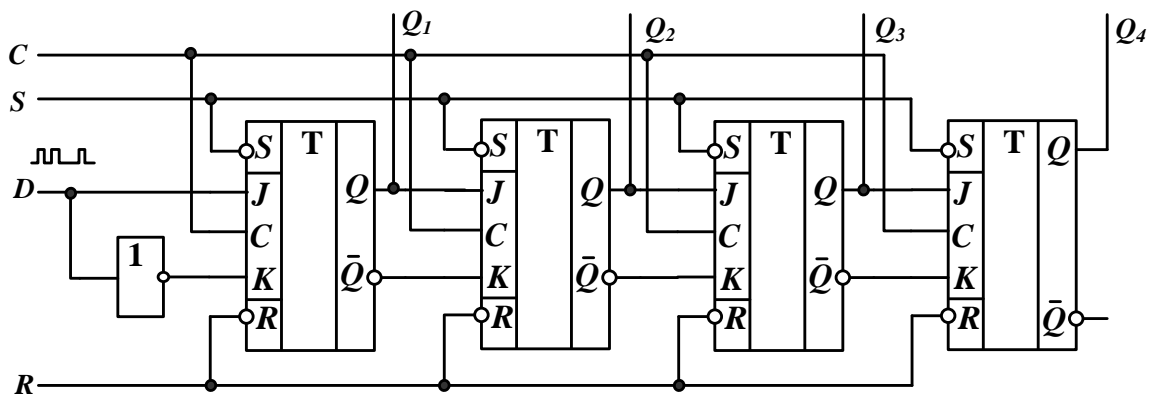 Q1 Q2 Q3 Q4
C
S
S T S T S T S T Q
D J Q J Q J Q J
C C C C
1 K Q̄ K Q̄ K Q̄ K
R R R R Q̄
R